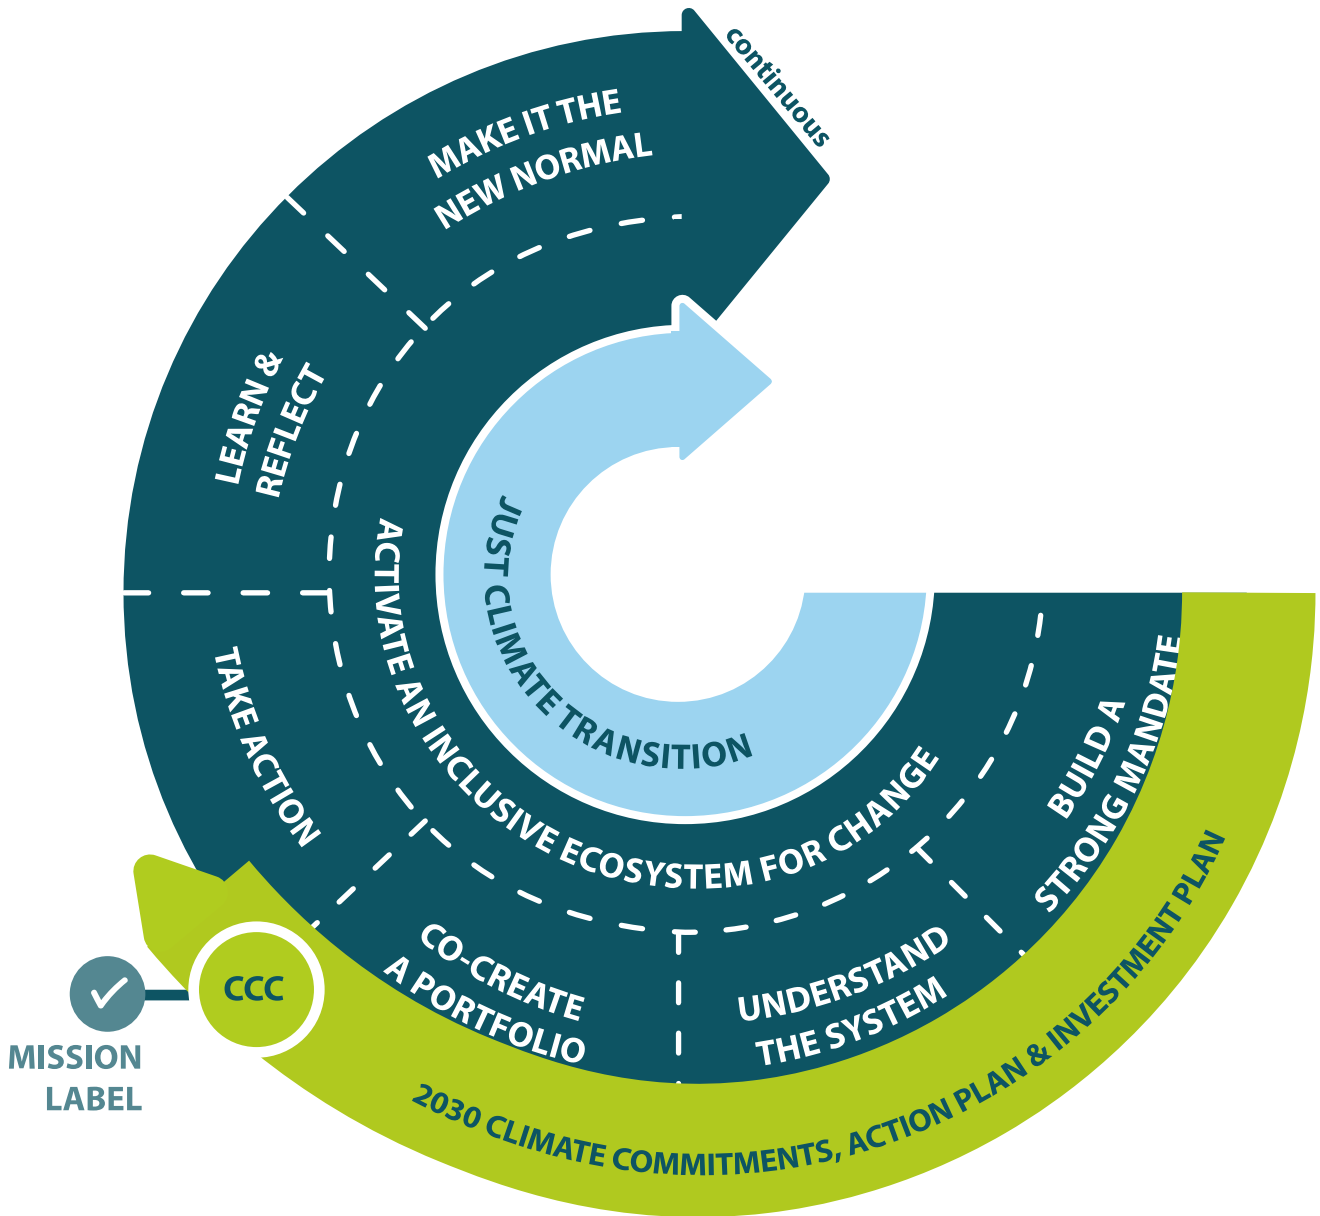 continuous
MAKE IT THE
NEW NORMAL
LEARN &
REFLECT
TAKE ACTION
CO-CREATE
A PORTFOLIO
UNDERSTAND
THE SYSTEM
BUILD A
STRONG MANDATE
ACTIVATE AN INCLUSIVE ECOSYSTEM FOR CHANGE
JUST CLIMATE TRANSITION
2030 CLIMATE COMMITMENTS, ACTION PLAN & INVESTMENT PLAN
CCC
MISSION
LABEL